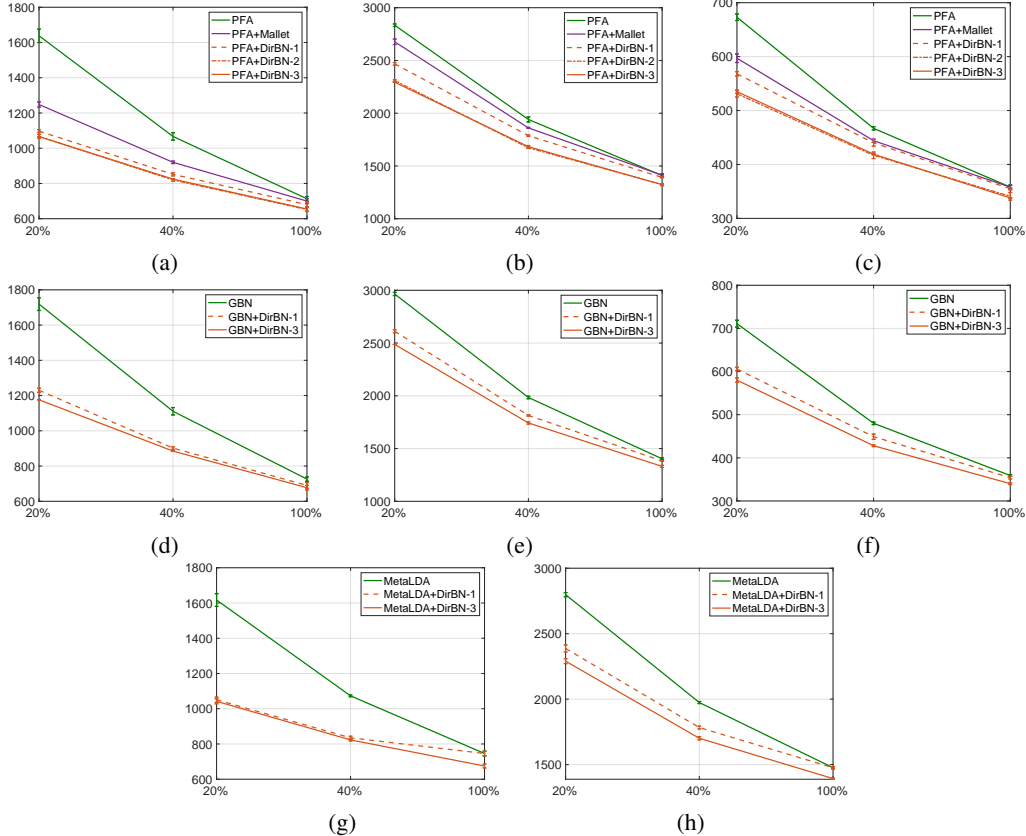 1800
1600
1400
1200
1000
800
600
20%
40%
100%
PFA
PFA+Mallet
PFA+DirBN-1
PFA+DirBN-2
PFA+DirBN-3
(a)
3000
2500
2000
1500
1000
20%
40%
100%
PFA
PFA+Mallet
PFA+DirBN-1
PFA+DirBN-2
PFA+DirBN-3
(b)
700
600
500
400
300
20%
40%
100%
PFA
PFA+Mallet
PFA+DirBN-1
PFA+DirBN-2
PFA+DirBN-3
(c)
1800
1600
1400
1200
1000
800
600
20%
40%
100%
GBN
GBN+DirBN-1
GBN+DirBN-3
(d)
3000
2500
2000
1500
1000
20%
40%
100%
GBN
GBN+DirBN-1
GBN+DirBN-3
(e)
800
700
600
500
400
300
20%
40%
100%
GBN
GBN+DirBN-1
GBN+DirBN-3
(f)
1800
1600
1400
1200
1000
800
600
20%
40%
100%
MetaLDA
MetaLDA+DirBN-1
MetaLDA+DirBN-3
(g)
3000
2500
2000
1500
20%
40%
100%
MetaLDA
MetaLDA+DirBN-1
MetaLDA+DirBN-3
(h)